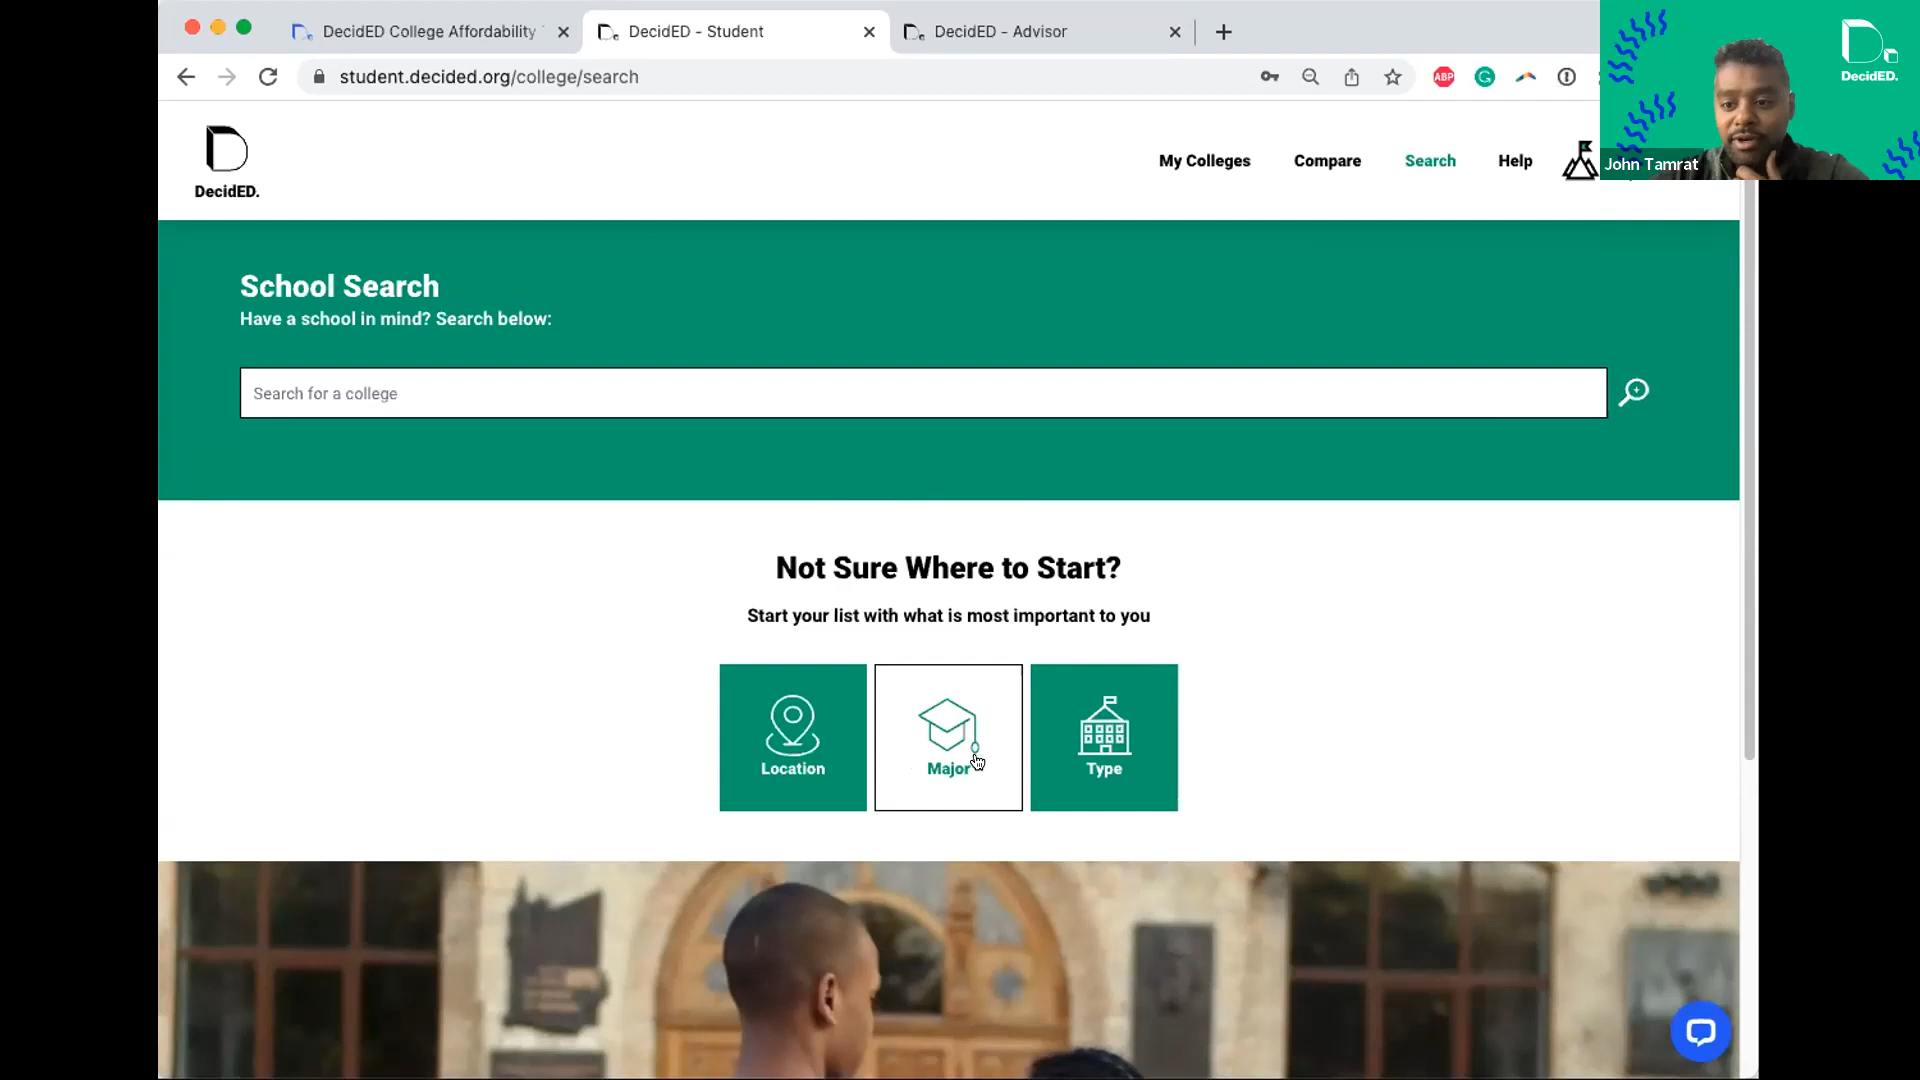 DecidED College Affordability
DecidED - Student
DecidED - Advisor
student.decided.org/college/search
ABP
DecidED.
John Tamrat
DecidED.
My Colleges
Compare
Search
Help
School Search
Have a school in mind? Search below:
Search for a college
Not Sure Where to Start?
Start your list with what is most important to you
Location
Major
Type